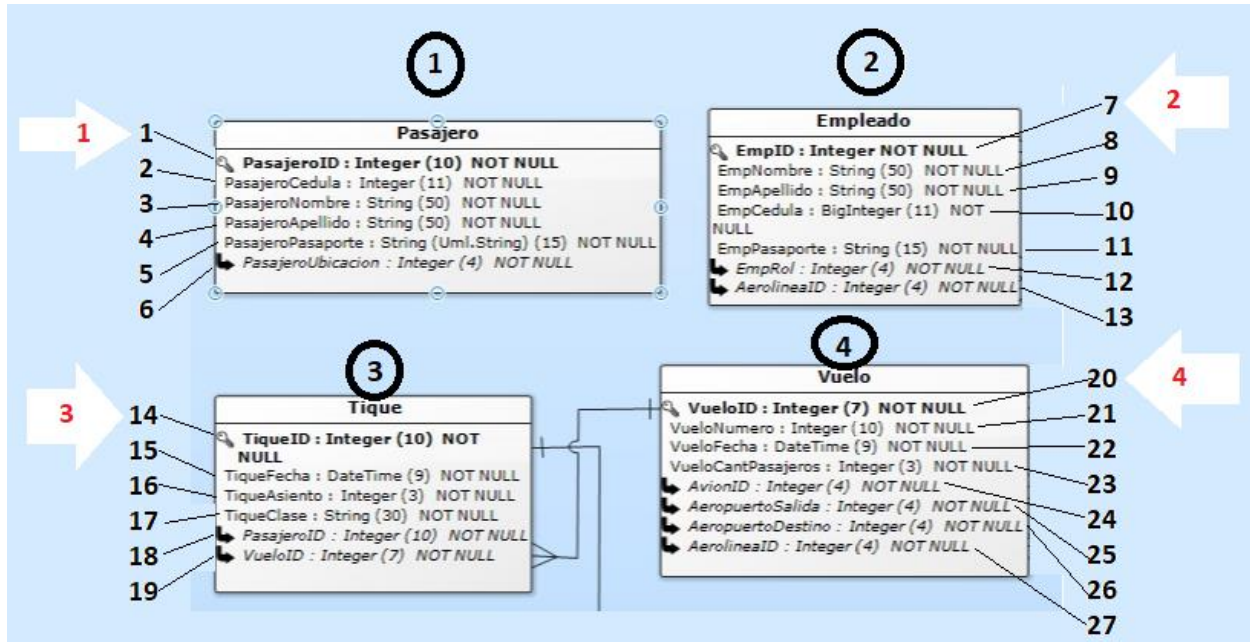 1
2
1
1
2
3
4
5
6
Pasajero
PasajeroID : Integer (10) NOT NULL
PasajeroCedula : Integer (11) NOT NULL
PasajeroNombre : String (50) NOT NULL
PasajeroApellido : String (50) NOT NULL
PasajeroPasaporte : String (Uml.String) (15) NOT NULL
PasajeroUbicacion : Integer (4) NOT NULL
Empleado
EmpID : Integer NOT NULL
EmpNombre : String (50) NOT NULL
EmpApellido : String (50) NOT NULL
EmpCedula : BigInteger (11) NOT
NULL
EmpPasaporte : String (15) NOT NULL
EmpRol : Integer (4) NOT NULL
AerolineaID : Integer (4) NOT NULL
7
8
9
10
11
12
13
2
3
4
3
14
15
16
17
18
19
Tique
TiqueID : Integer (10) NOT
NULL
TiqueFecha : DateTime (9) NOT NULL
TiqueAsiento : Integer (3) NOT NULL
TiqueClase : String (30) NOT NULL
PasajeroID : Integer (10) NOT NULL
VueloID : Integer (7) NOT NULL
Vuelo
VueloID : Integer (7) NOT NULL
VueloNumero : Integer (10) NOT NULL
VueloFecha : DateTime (9) NOT NULL
VueloCantPasajeros : Integer (3) NOT NULL
AvionID : Integer (4) NOT NULL
AeropuertoSalida : Integer (4) NOT NULL
AeropuertoDestino : Integer (4) NOT NULL
AerolineaID : Integer (4) NOT NULL
20
21
22
23
24
25
26
27
4